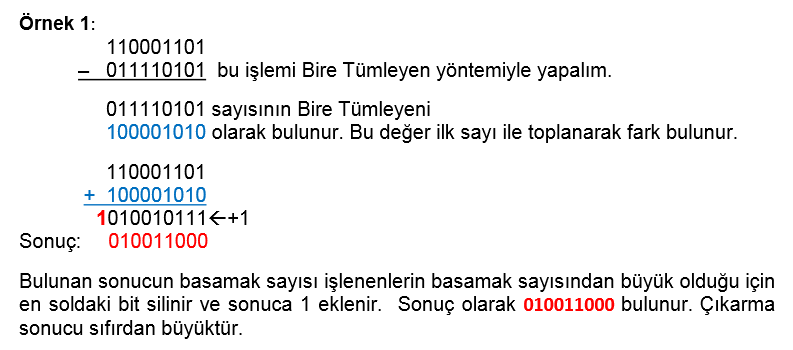 Örnek 1:
110001101
– 011110101 bu işlemi Bire Tümleyen yöntemiyle yapalım.
011110101 sayısının Bire Tümleyeni
100001010 olarak bulunur. Bu değer ilk sayı ile toplanarak fark bulunur.
110001101
+ 100001010
1010010111←+1
Sonuç: 010011000
Bulunan sonucun basamak sayısı işlenenlerin basamak sayısından büyük olduğu için
en soldaki bit silinir ve sonuca 1 eklenir. Sonuç olarak 010011000 bulunur. Çıkarma
sonucu sıfırdan büyüktür.